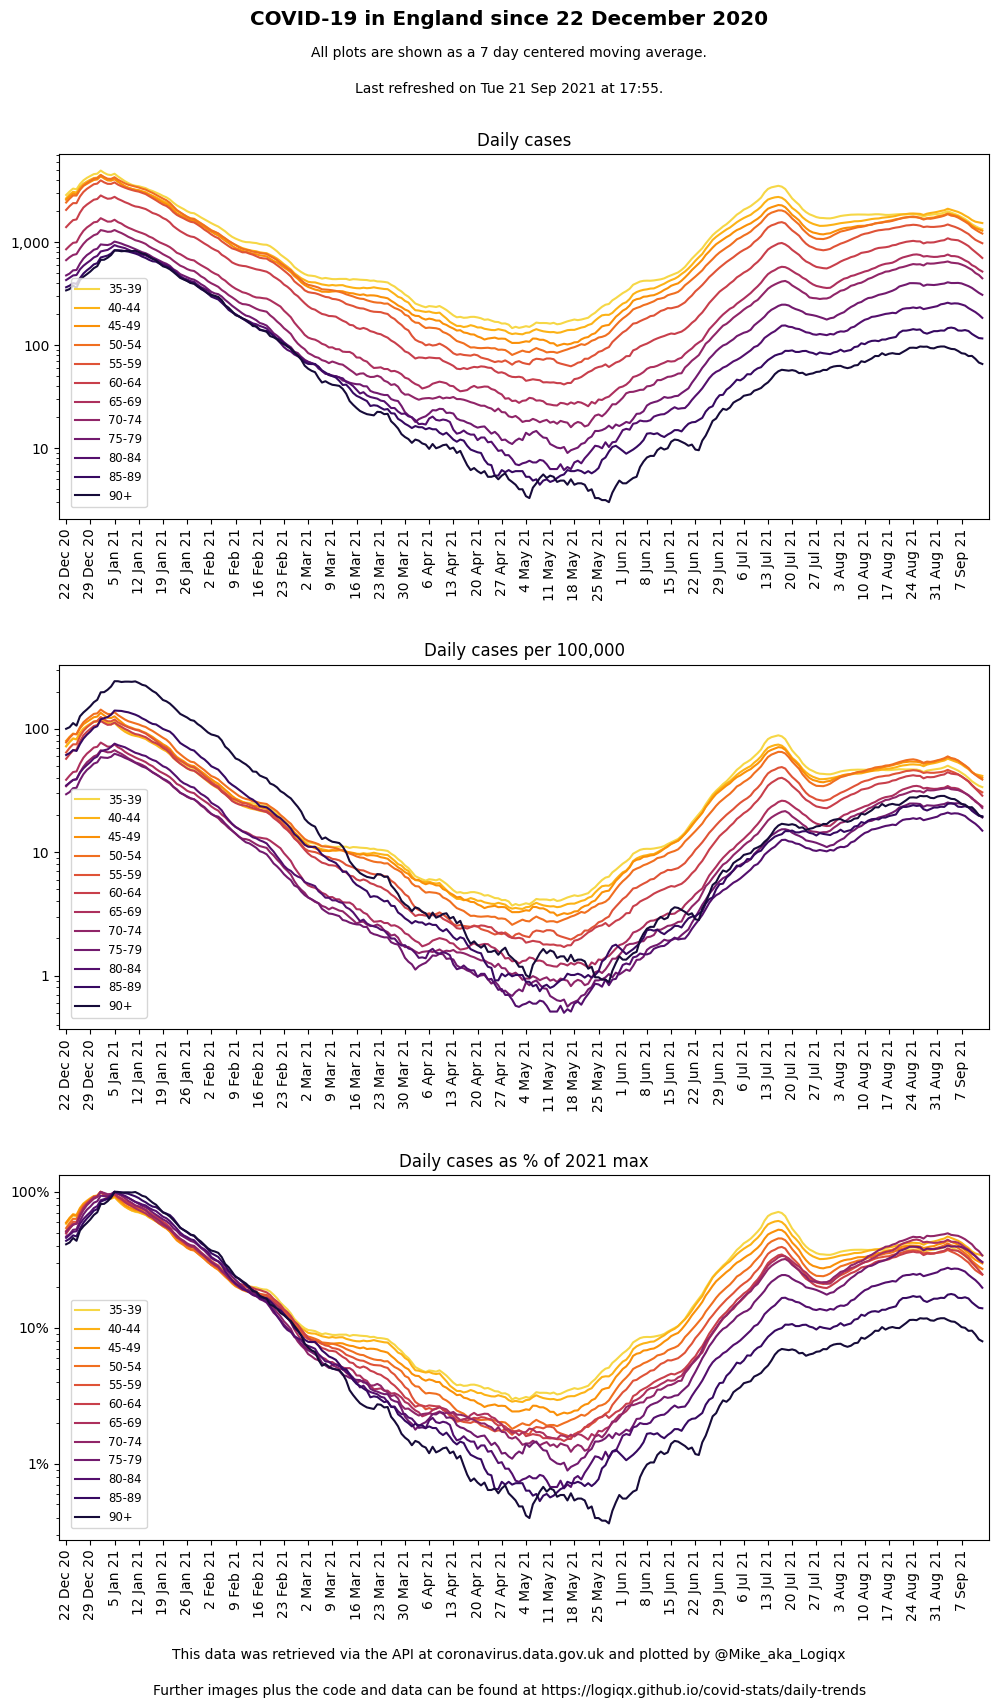 COVID-19 in England since 22 December 2020
All plots are shown as a 7 day centered moving average.
Last refreshed on Tue 21 Sep 2021 at 17:55.
Daily cases
1,000
100
10
35-39
40-44
45-49
50-54
55-59
60-64
65-69
70-74
75-79
80-84
85-89
90+
22 Dec 20
29 Dec 20
5 Jan 21
12 Jan 21
19 Jan 21
26 Jan 21
2 Feb 21
9 Feb 21
16 Feb 21
23 Feb 21
2 Mar 21
9 Mar 21
16 Mar 21
23 Mar 21
30 Mar 21
6 Apr 21
13 Apr 21
20 Apr 21
27 Apr 21
4 May 21
11 May 21
18 May 21
25 May 21
1 Jun 21
8 Jun 21
15 Jun 21
22 Jun 21
29 Jun 21
6 Jul 21
13 Jul 21
20 Jul 21
27 Jul 21
3 Aug 21
10 Aug 21
17 Aug 21
24 Aug 21
31 Aug 21
7 Sep 21
Daily cases per 100,000
100
10
1
35-39
40-44
45-49
50-54
55-59
60-64
65-69
70-74
75-79
80-84
85-89
90+
22 Dec 20
29 Dec 20
5 Jan 21
12 Jan 21
19 Jan 21
26 Jan 21
2 Feb 21
9 Feb 21
16 Feb 21
23 Feb 21
2 Mar 21
9 Mar 21
16 Mar 21
23 Mar 21
30 Mar 21
6 Apr 21
13 Apr 21
20 Apr 21
27 Apr 21
4 May 21
11 May 21
18 May 21
25 May 21
1 Jun 21
8 Jun 21
15 Jun 21
22 Jun 21
29 Jun 21
6 Jul 21
13 Jul 21
20 Jul 21
27 Jul 21
3 Aug 21
10 Aug 21
17 Aug 21
24 Aug 21
31 Aug 21
7 Sep 21
Daily cases as % of 2021 max
100%
10%
1%
35-39
40-44
45-49
50-54
55-59
60-64
65-69
70-74
75-79
80-84
85-89
90+
22 Dec 20
29 Dec 20
5 Jan 21
12 Jan 21
19 Jan 21
26 Jan 21
2 Feb 21
9 Feb 21
16 Feb 21
23 Feb 21
2 Mar 21
9 Mar 21
16 Mar 21
23 Mar 21
30 Mar 21
6 Apr 21
13 Apr 21
20 Apr 21
27 Apr 21
4 May 21
11 May 21
18 May 21
25 May 21
1 Jun 21
8 Jun 21
15 Jun 21
22 Jun 21
29 Jun 21
6 Jul 21
13 Jul 21
20 Jul 21
27 Jul 21
3 Aug 21
10 Aug 21
17 Aug 21
24 Aug 21
31 Aug 21
7 Sep 21
This data was retrieved via the API at coronavirus.data.gov.uk and plotted by @Mike_aka_Logiqx
Further images plus the code and data can be found at https://logiqx.github.io/covid-stats/daily-trends